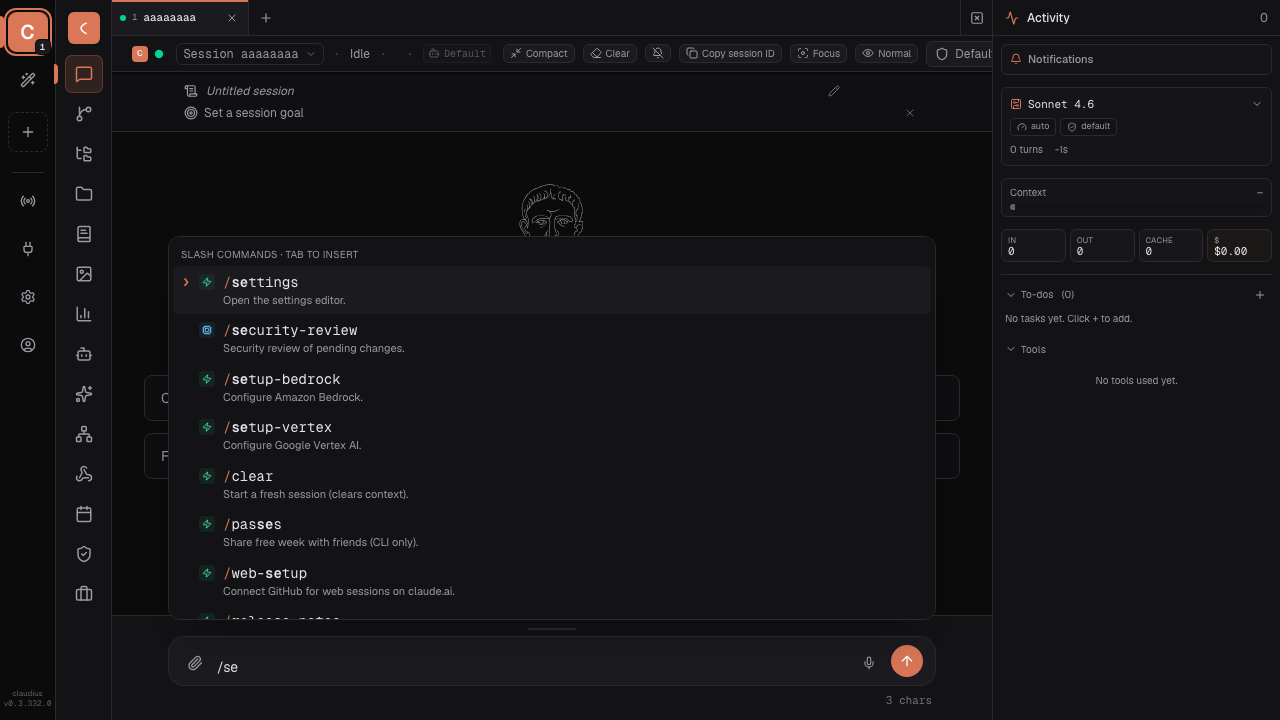 C
1
claudius
v0.3.332.0
1 aaaaaaaa
C
Session aaaaaaaa
· Idle · ·
Default
Compact
Clear
Copy session ID
Focus
Normal
Defaul
Untitled session
Set a session goal
SLASH COMMANDS · TAB TO INSERT
/settings
Open the settings editor.
/security-review
Security review of pending changes.
/setup-bedrock
Configure Amazon Bedrock.
/setup-vertex
Configure Google Vertex AI.
/clear
Start a fresh session (clears context).
/passes
Share free week with friends (CLI only).
/web-setup
Connect GitHub for web sessions on claude.ai.
/se
3 chars
Activity 0
Notifications
Sonnet 4.6
auto default
0 turns -1s
Context –
IN OUT CACHE $
0 0 0 $0.00
To-dos (0)
No tasks yet. Click + to add.
Tools
No tools used yet.